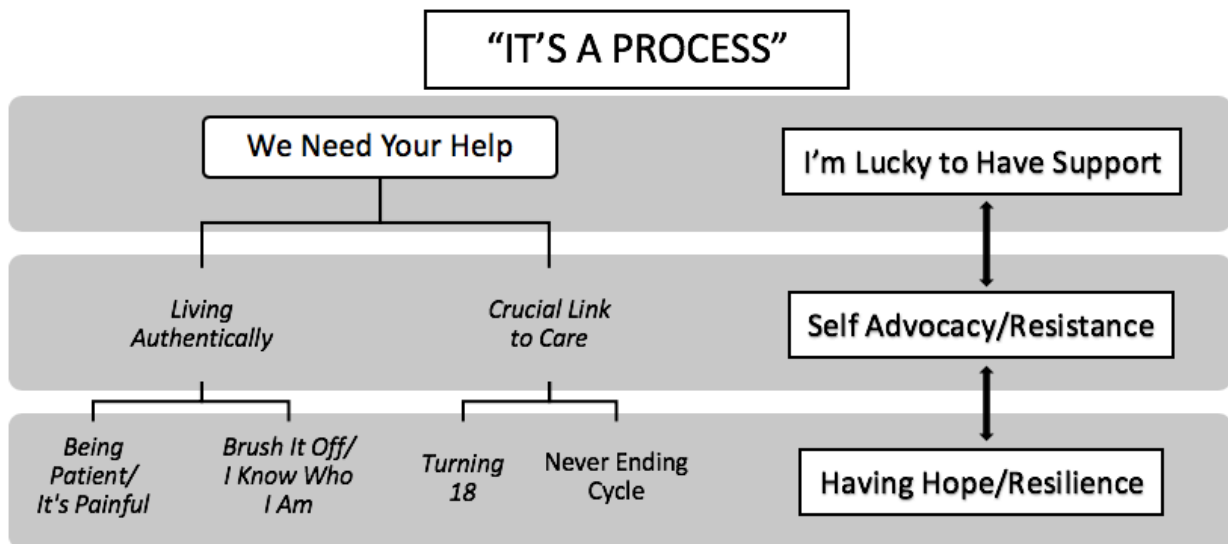 “IT’S A PROCESS”
We Need Your Help
I’m Lucky to Have Support
Living
Authentically
Crucial Link
to Care
Self Advocacy/Resistance
Being
Patient/
It's Painful
Brush It Off/
I Know Who
I Am
Turning
18
Never Ending
Cycle
Having Hope/Resilience